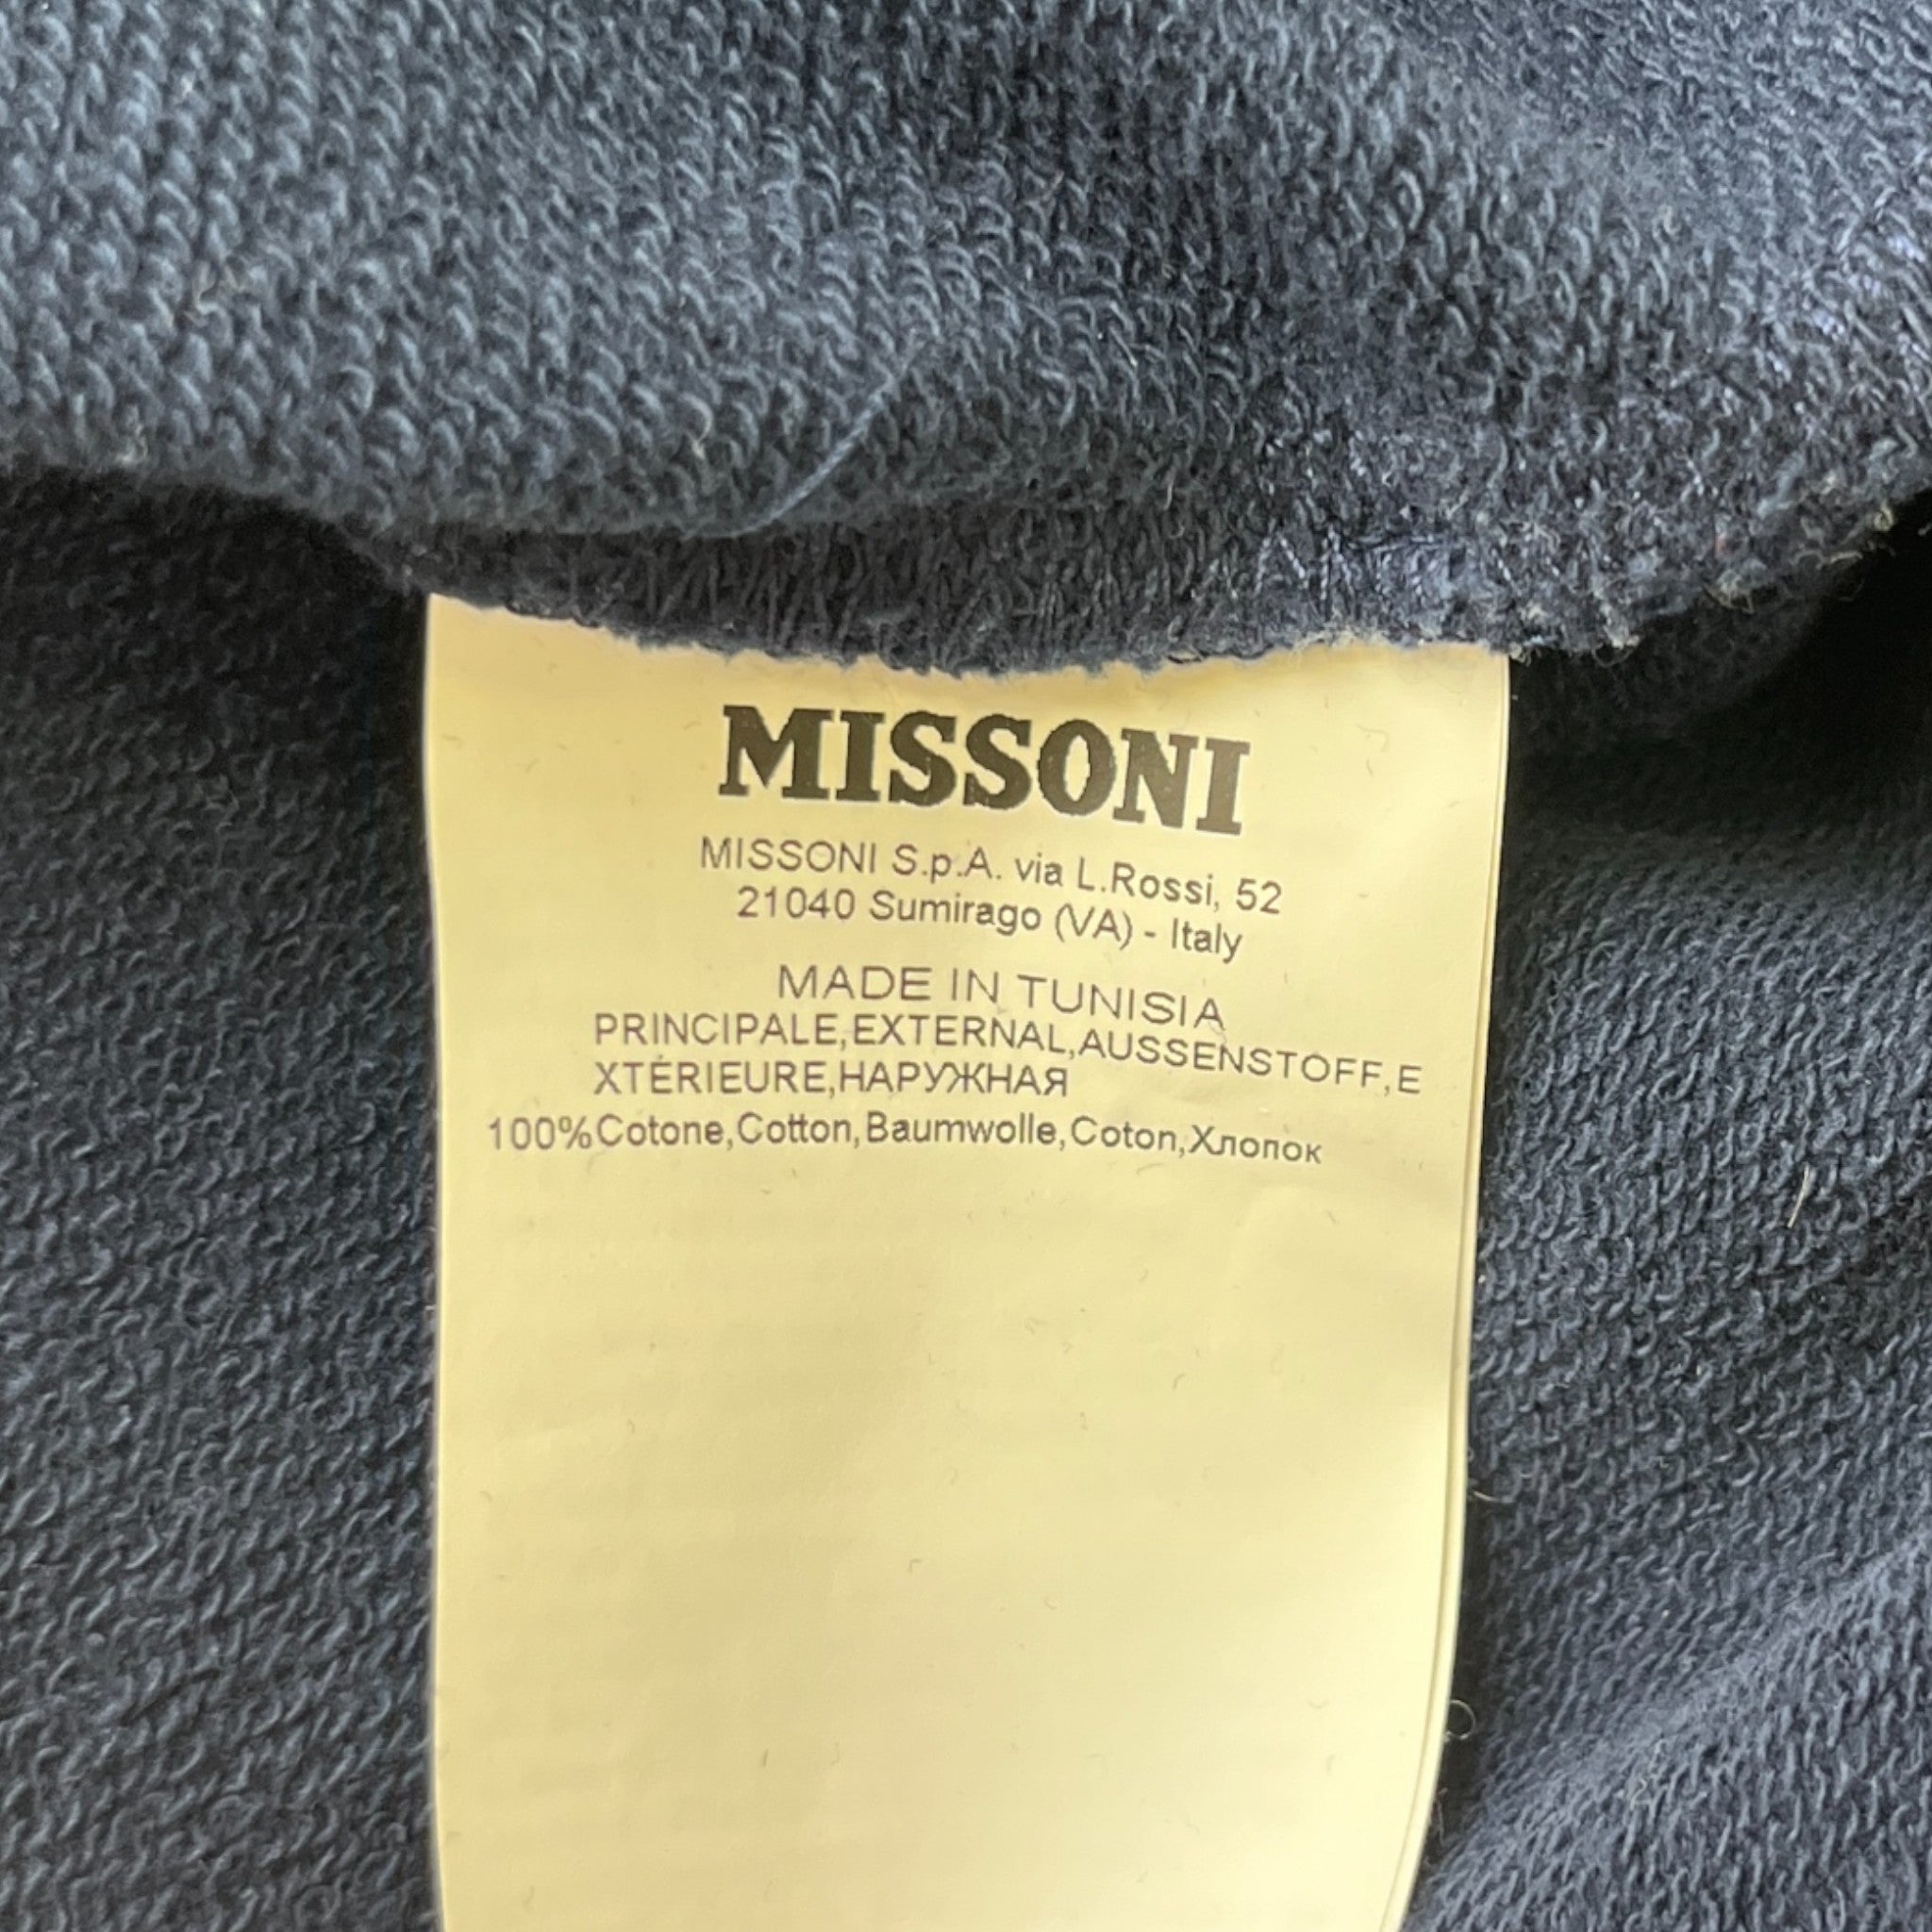 MISSONI
MISSONI S.p.A. via L.Rossi, 52
21040 Sumirago (VA) - Italy
MADE IN TUNISIA
PRINCIPALE,EXTERNAL,AUSSENSTOFF,E
XTÉRIEURE,НАРУЖНАЯ
100%Cotone,Cotton,Baumwolle,Coton,Хлопок